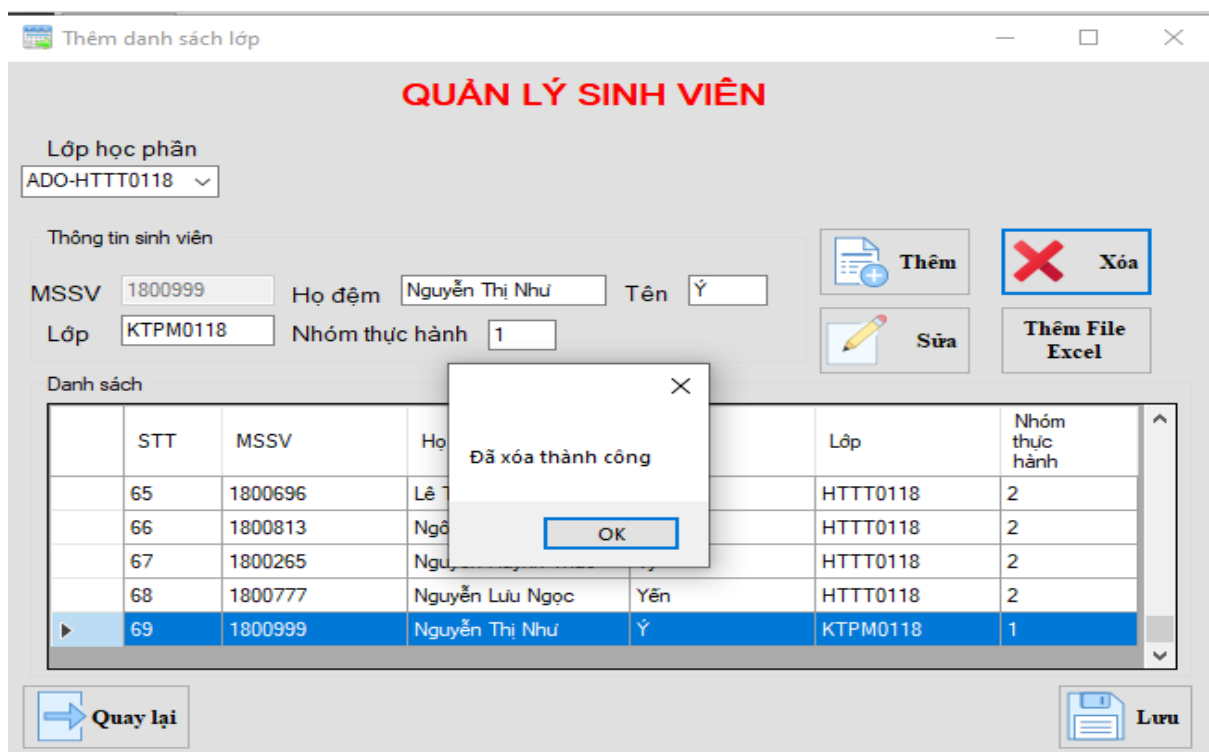 Thêm danh sách lớp
QUẢN LÝ SINH VIÊN
Lớp học phần
ADO-HTTT0118
Thông tin sinh viên
MSSV 1800999 Họ đệm Nguyễn Thị Như Tên Ý
Lớp KTPM0118 Nhóm thực hành 1
Thêm
Xóa
Sửa
Thêm File
Excel
Danh sách
STT MSSV Lớp Nhóm thực hành
65 1800696 Lê HTTT0118 2
66 1800813 HTTT0118 2
67 1800265 HTTT0118 2
68 1800777 Nguyễn Lưu Ngọc Yến HTTT0118 2
69 1800999 Nguyễn Thị Như Ý KTPM0118 1
Đã xóa thành công
OK
Quay lại
Lưu